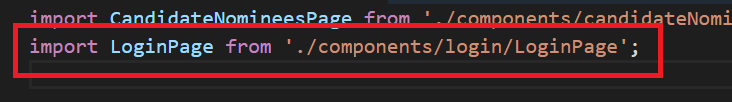 import CandidateNomineesPage from './components/candidateNomi
import LoginPage from './components/login/LoginPage';